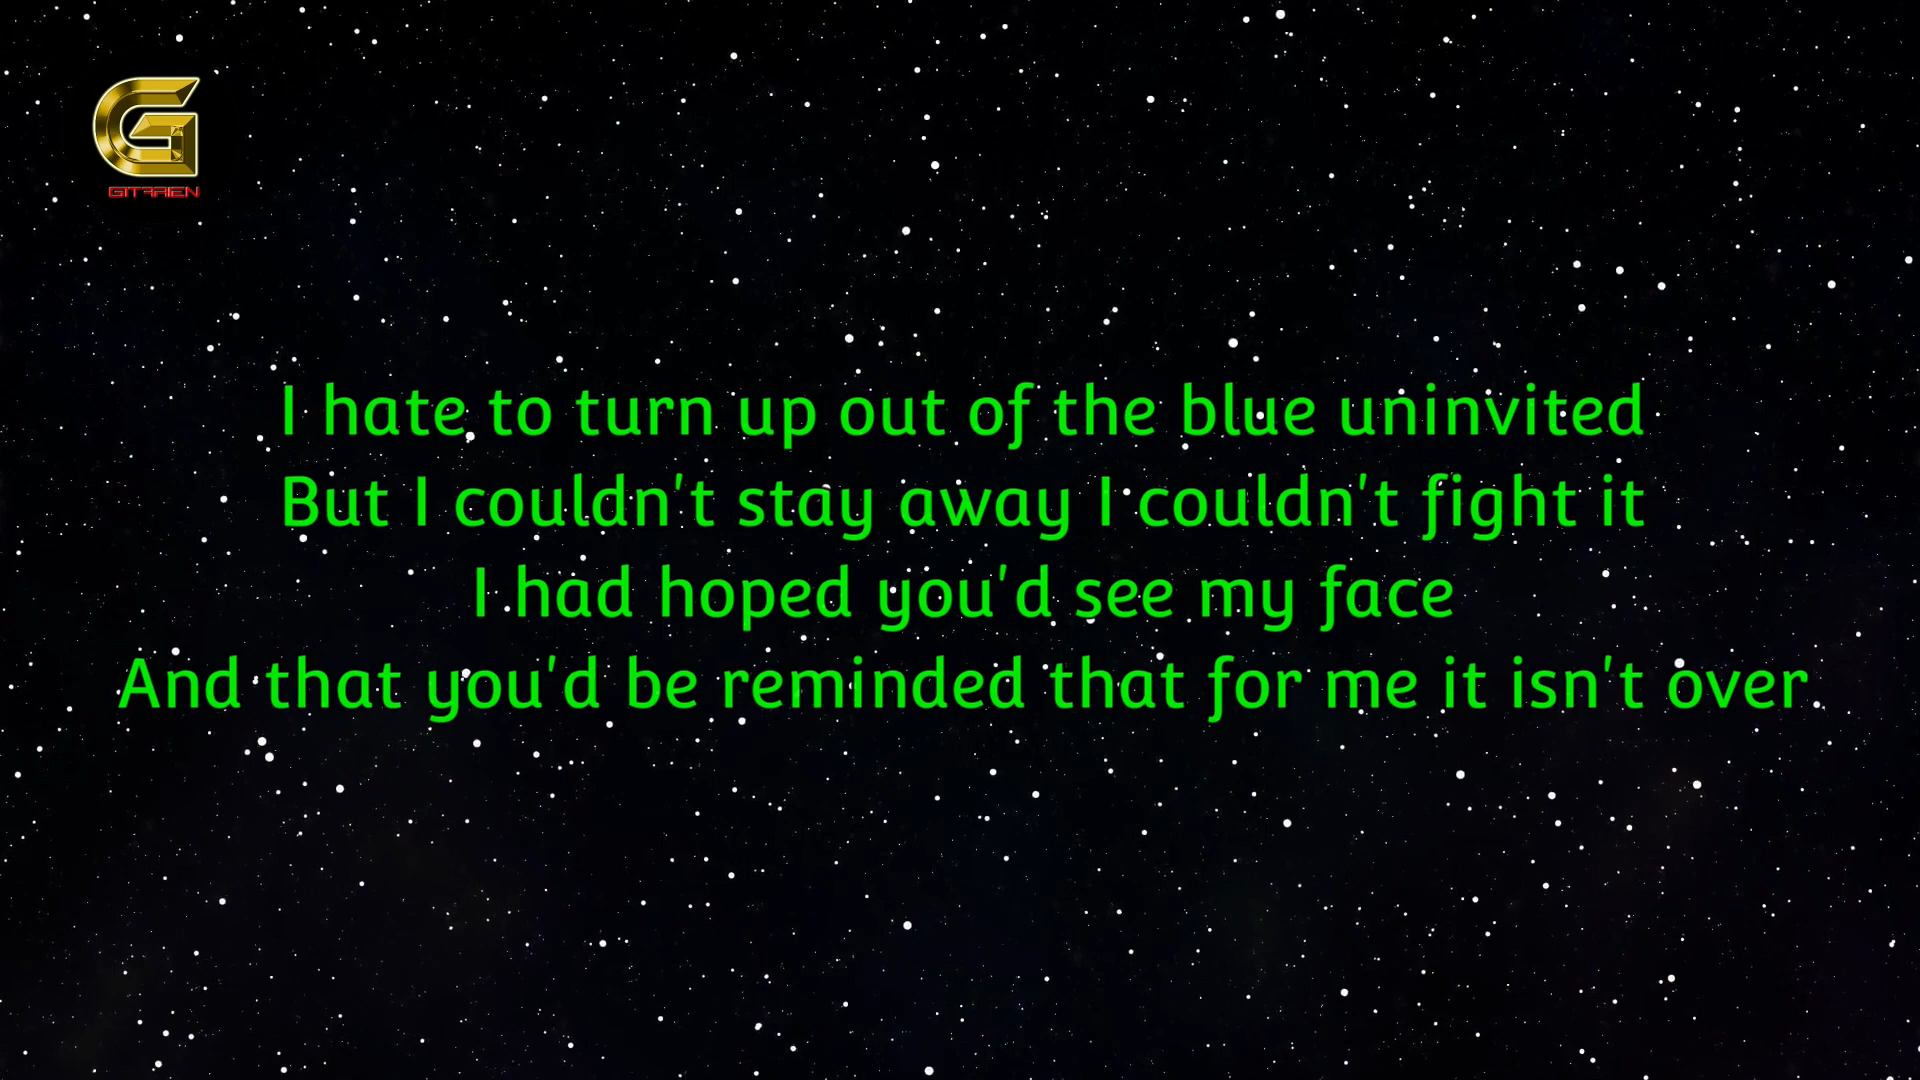 GITRRIEN
I hate to turn up out of the blue uninvited
But I couldn't stay away I couldn't fight it
I had hoped you'd see my face
And that you'd be reminded that for me it isn't over